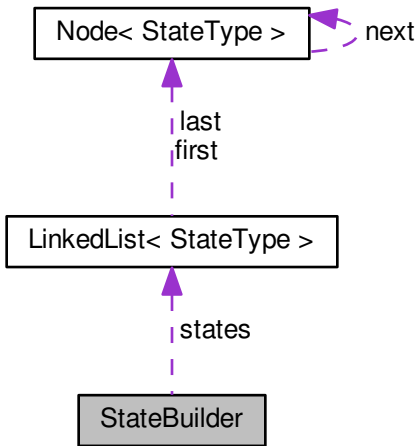 Node< StateType >
next
last
first
LinkedList< StateType >
states
StateBuilder